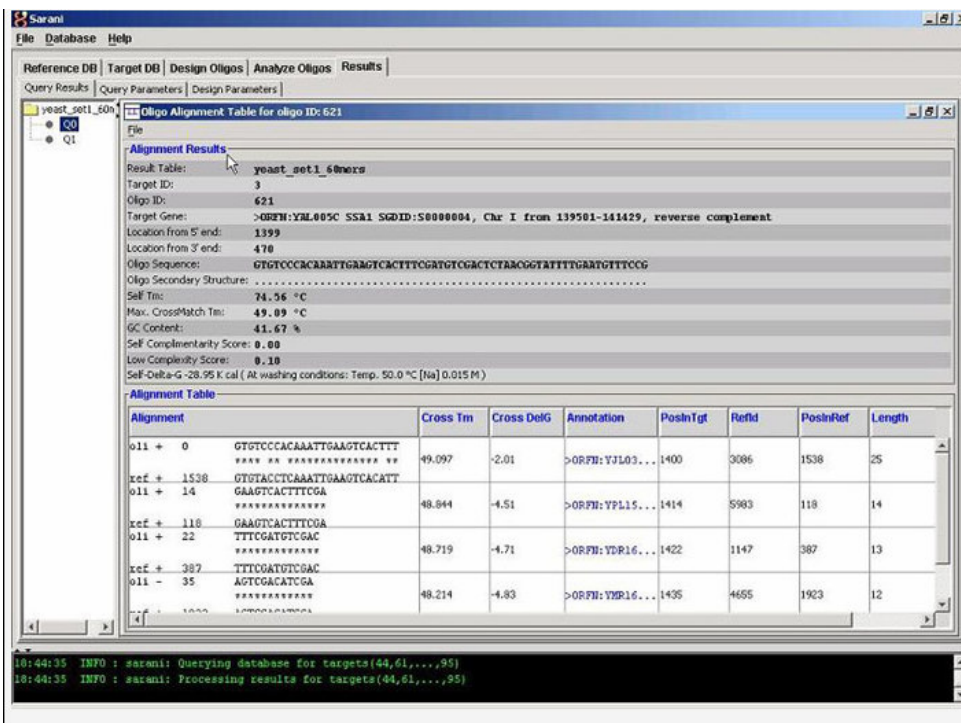 Sarani
File Database Help
Reference DB Target DB Design Oligos Analyze Oligos Results
Query Results Query Parameters Design Parameters
yeast_set1_60n
Q0
Q1
Oligo Alignment Table for oligo ID: 621
File
Alignment Results
Result Table: yeast_set1_60mers
Target ID: 3
Oligo ID: 621
Target Gene: >ORFN:YAL005C SSA1 SGDID:S0000004, Chr I from 139501-141429, reverse complement
Location from 5' end: 1399
Location from 3' end: 470
Oligo Sequence: GTGTCCCACAAATTGAAGTCACTTTCGATGTCGACTCTAACGGTATTTTGAATGTTTCCG
Oligo Secondary Structure: ............................................................
Self Tm: 74.56 °C
Max. CrossMatch Tm: 49.09 °C
GC Content: 41.67 %
Self Complimentarity Score: 0.00
Low Complexity Score: 0.10
Self-Delta-G -28.95 K cal ( At washing conditions: Temp. 50.0 °C [Na] 0.015 M )
Alignment Table
Alignment Cross Tm Cross DelG Annotation PosInTgt RefId PosInRef Length
oli + 0 GTGTCCCACAAATTGAAGTCACTTT
**** ** ************** **
49.097 -2.01 >ORFN:YJL03... 1400 3086 1538 25
ref + 1538 GTGTACCTCAAATTGAAGTCACATT
oli + 14 GAAGTCACTTTCGA
**************
48.844 -4.51 >ORFN:YPL15... 1414 5983 118 14
ref + 118 GAAGTCACTTTCGA
oli + 22 TTTCGATGTCGAC
*************
48.719 -4.71 >ORFN:YDR16... 1422 1147 387 13
ref + 387 TTTCGATGTCGAC
oli - 35 AGTCGACATCGA
************
48.214 -4.83 >ORFN:YMR16... 1435 4655 1923 12
18:44:35 INFO : sarani: Querying database for targets(44,61,...,95)
18:44:35 INFO : sarani: Processing results for targets(44,61,...,95)